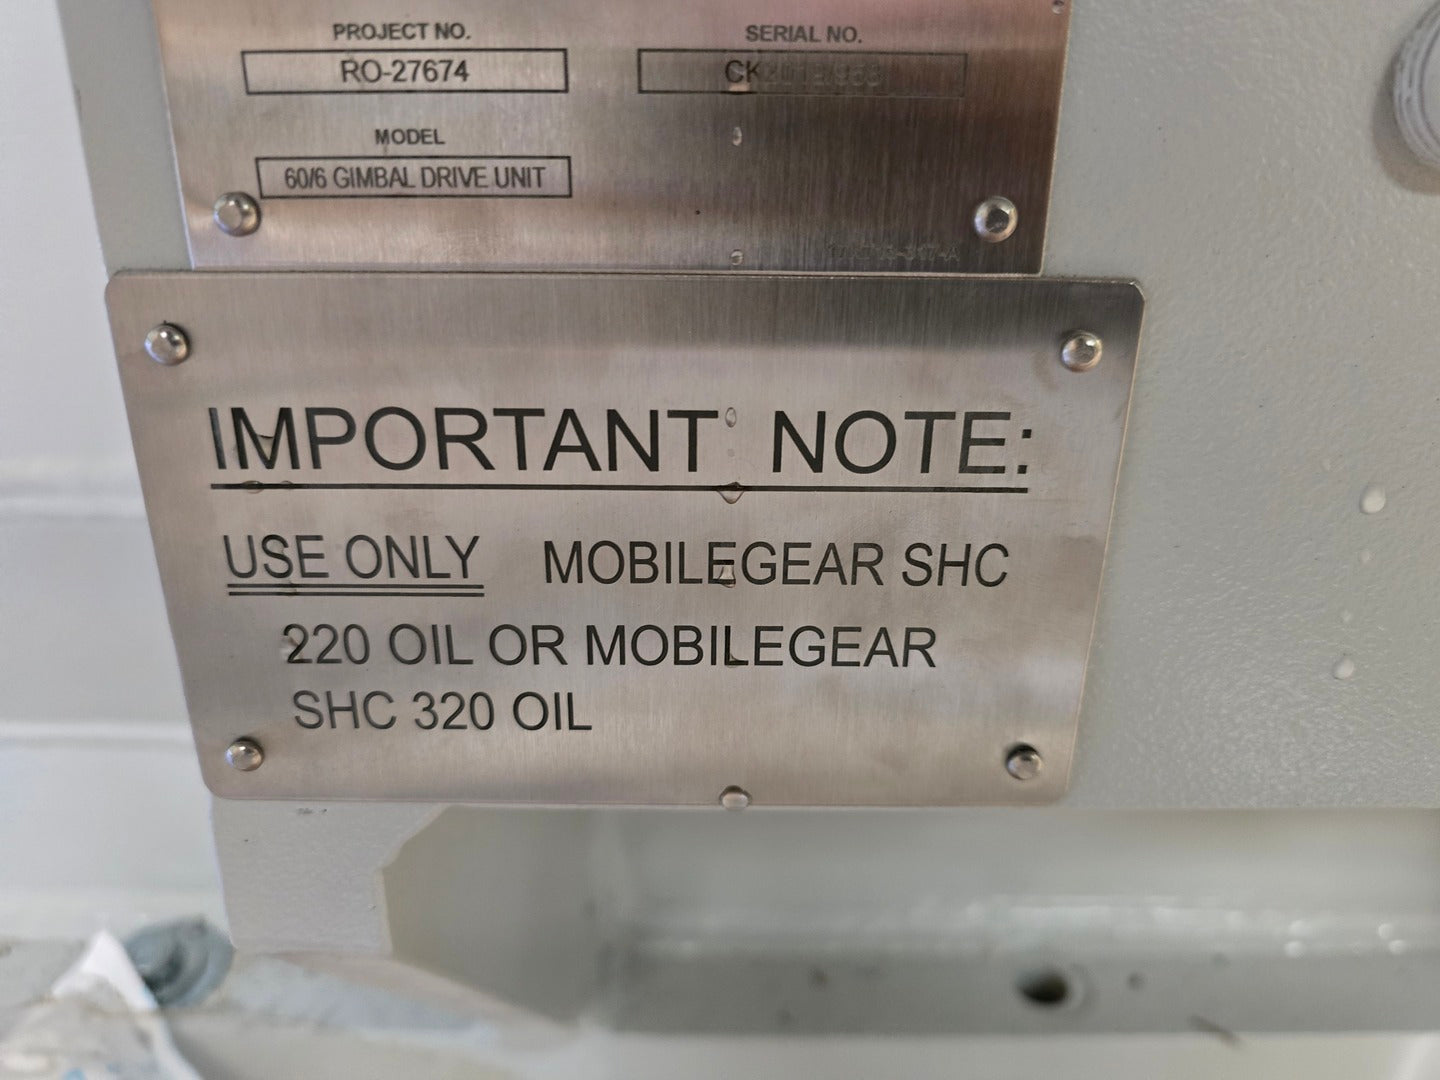 PROJECT NO.
SERIAL NO.
RO-27674
MODEL
60/6 GIMBAL DRIVE UNIT
IMPORTANT NOTE:
USE ONLY MOBILEGEAR SHC
220 OIL OR MOBILEGEAR
SHC 320 OIL